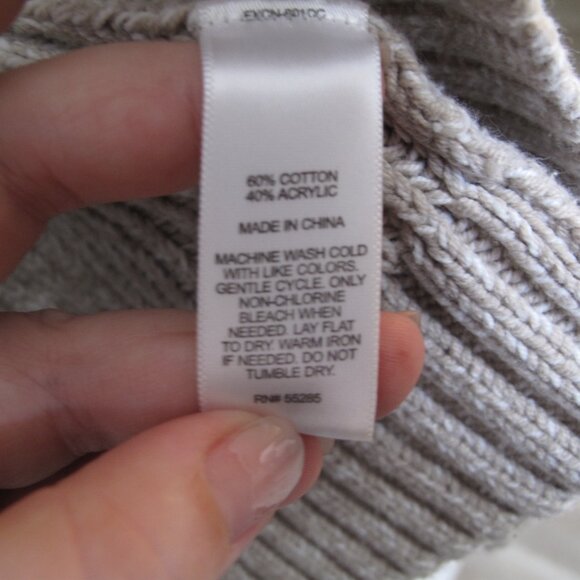 60% COTTON
40% ACRYLIC
MADE IN CHINA
MACHINE WASH COLD
WITH LIKE COLORS.
GENTLE CYCLE. ONLY
NON-CHLORINE
BLEACH WHEN
NEEDED. LAY FLAT
TO DRY. WARM IRON
IF NEEDED. DO NOT
TUMBLE DRY.
RN# 55285